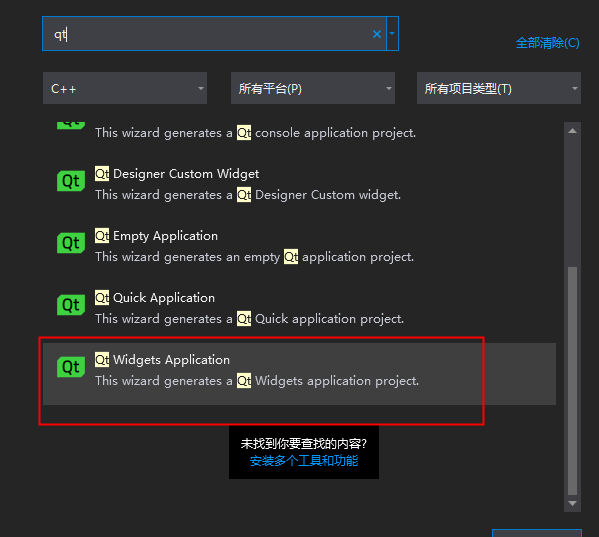 qt
全部清除(C)
C++
所有平台(P)
所有项目类型(T)
Qt
This wizard generates a Qt console application project.
Qt
Qt Designer Custom Widget
This wizard generates a Qt Designer Custom widget.
Qt
Qt Empty Application
This wizard generates an empty Qt application project.
Qt
Qt Quick Application
This wizard generates a Qt Quick application project.
Qt
Qt Widgets Application
This wizard generates a Qt Widgets application project.
未找到你要查找的内容?
安装多个工具和功能